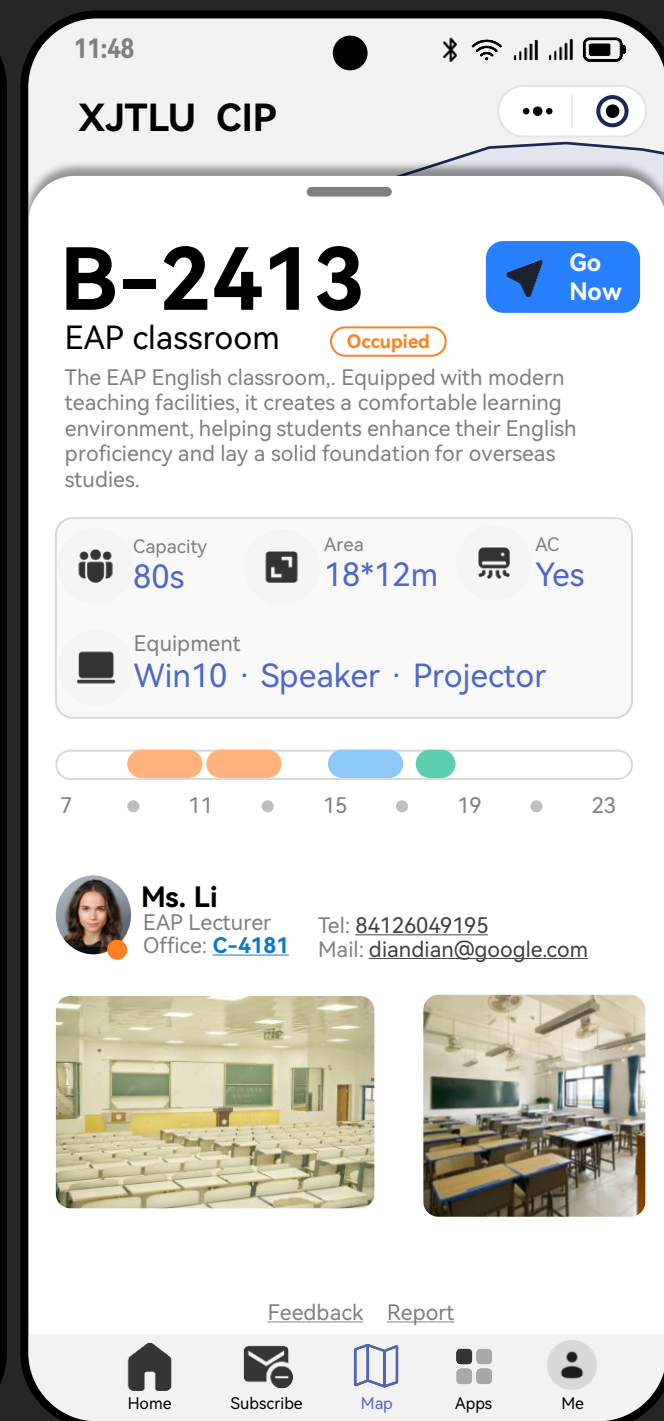 11:48
XJTLU CIP
B-2413
Go
Now
EAP classroom
Occupied
The EAP English classroom,. Equipped with modern
teaching facilities, it creates a comfortable learning
environment, helping students enhance their English
proficiency and lay a solid foundation for overseas
studies.
Capacity
80s
Area
18*12m
AC
Yes
Equipment
Win10 · Speaker · Projector
7 11 15 19 23
Ms. Li
EAP Lecturer
Office: C-4181
Tel: 84126049195
Mail: diandian@google.com
Feedback Report
Home Subscribe Map Apps Me